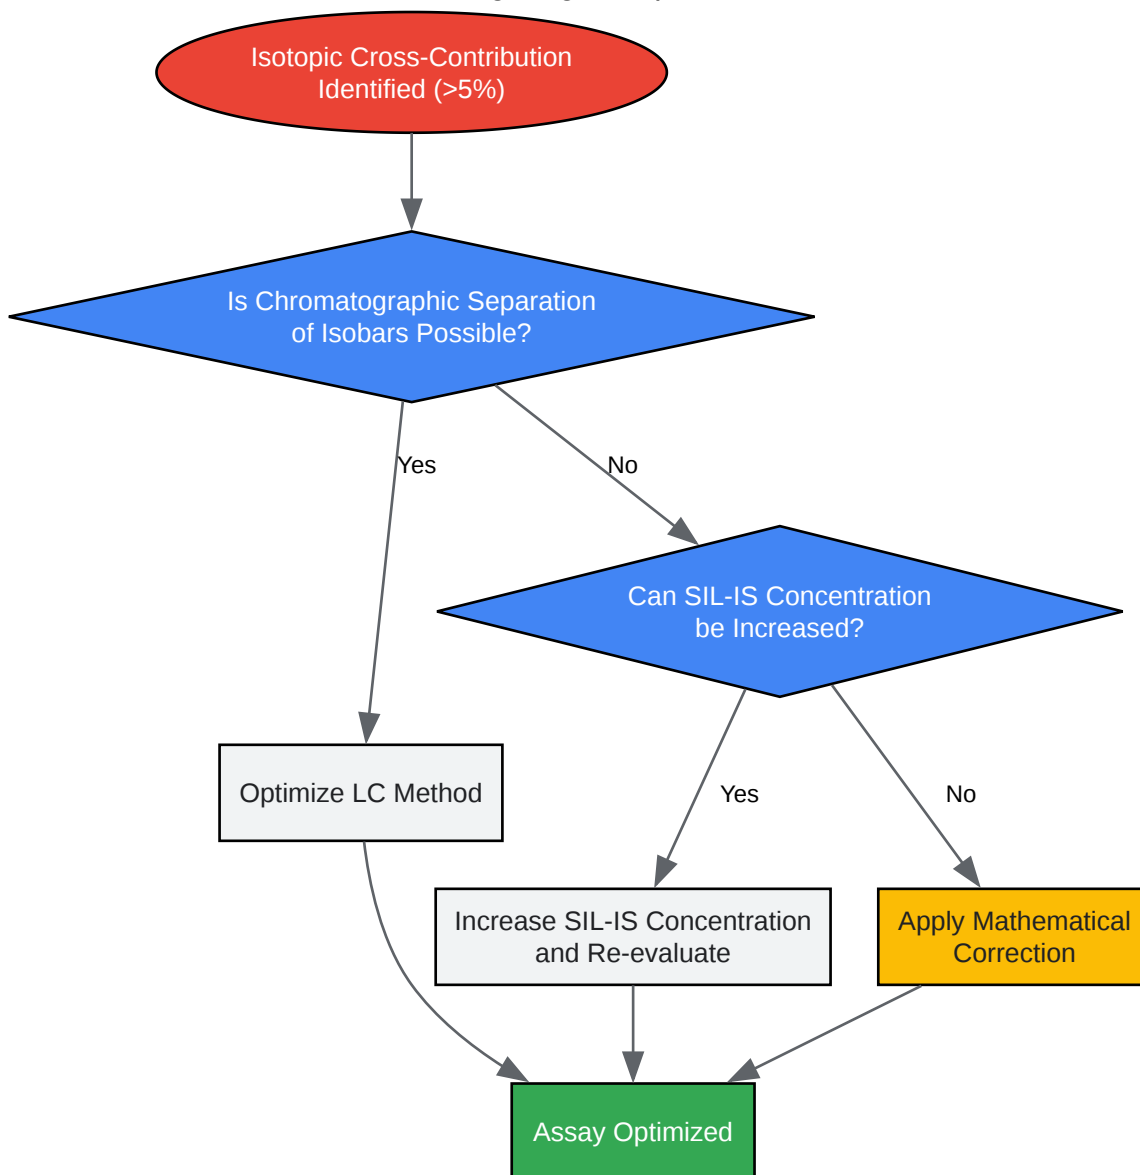 Isotopic Cross-Contribution
Identified (>5%)
Is Chromatographic Separation
of Isobars Possible?
Yes
No
Can SIL-IS Concentration
be Increased?
Optimize LC Method
Yes
No
Increase SIL-IS Concentration
and Re-evaluate
Apply Mathematical
Correction
Assay Optimized